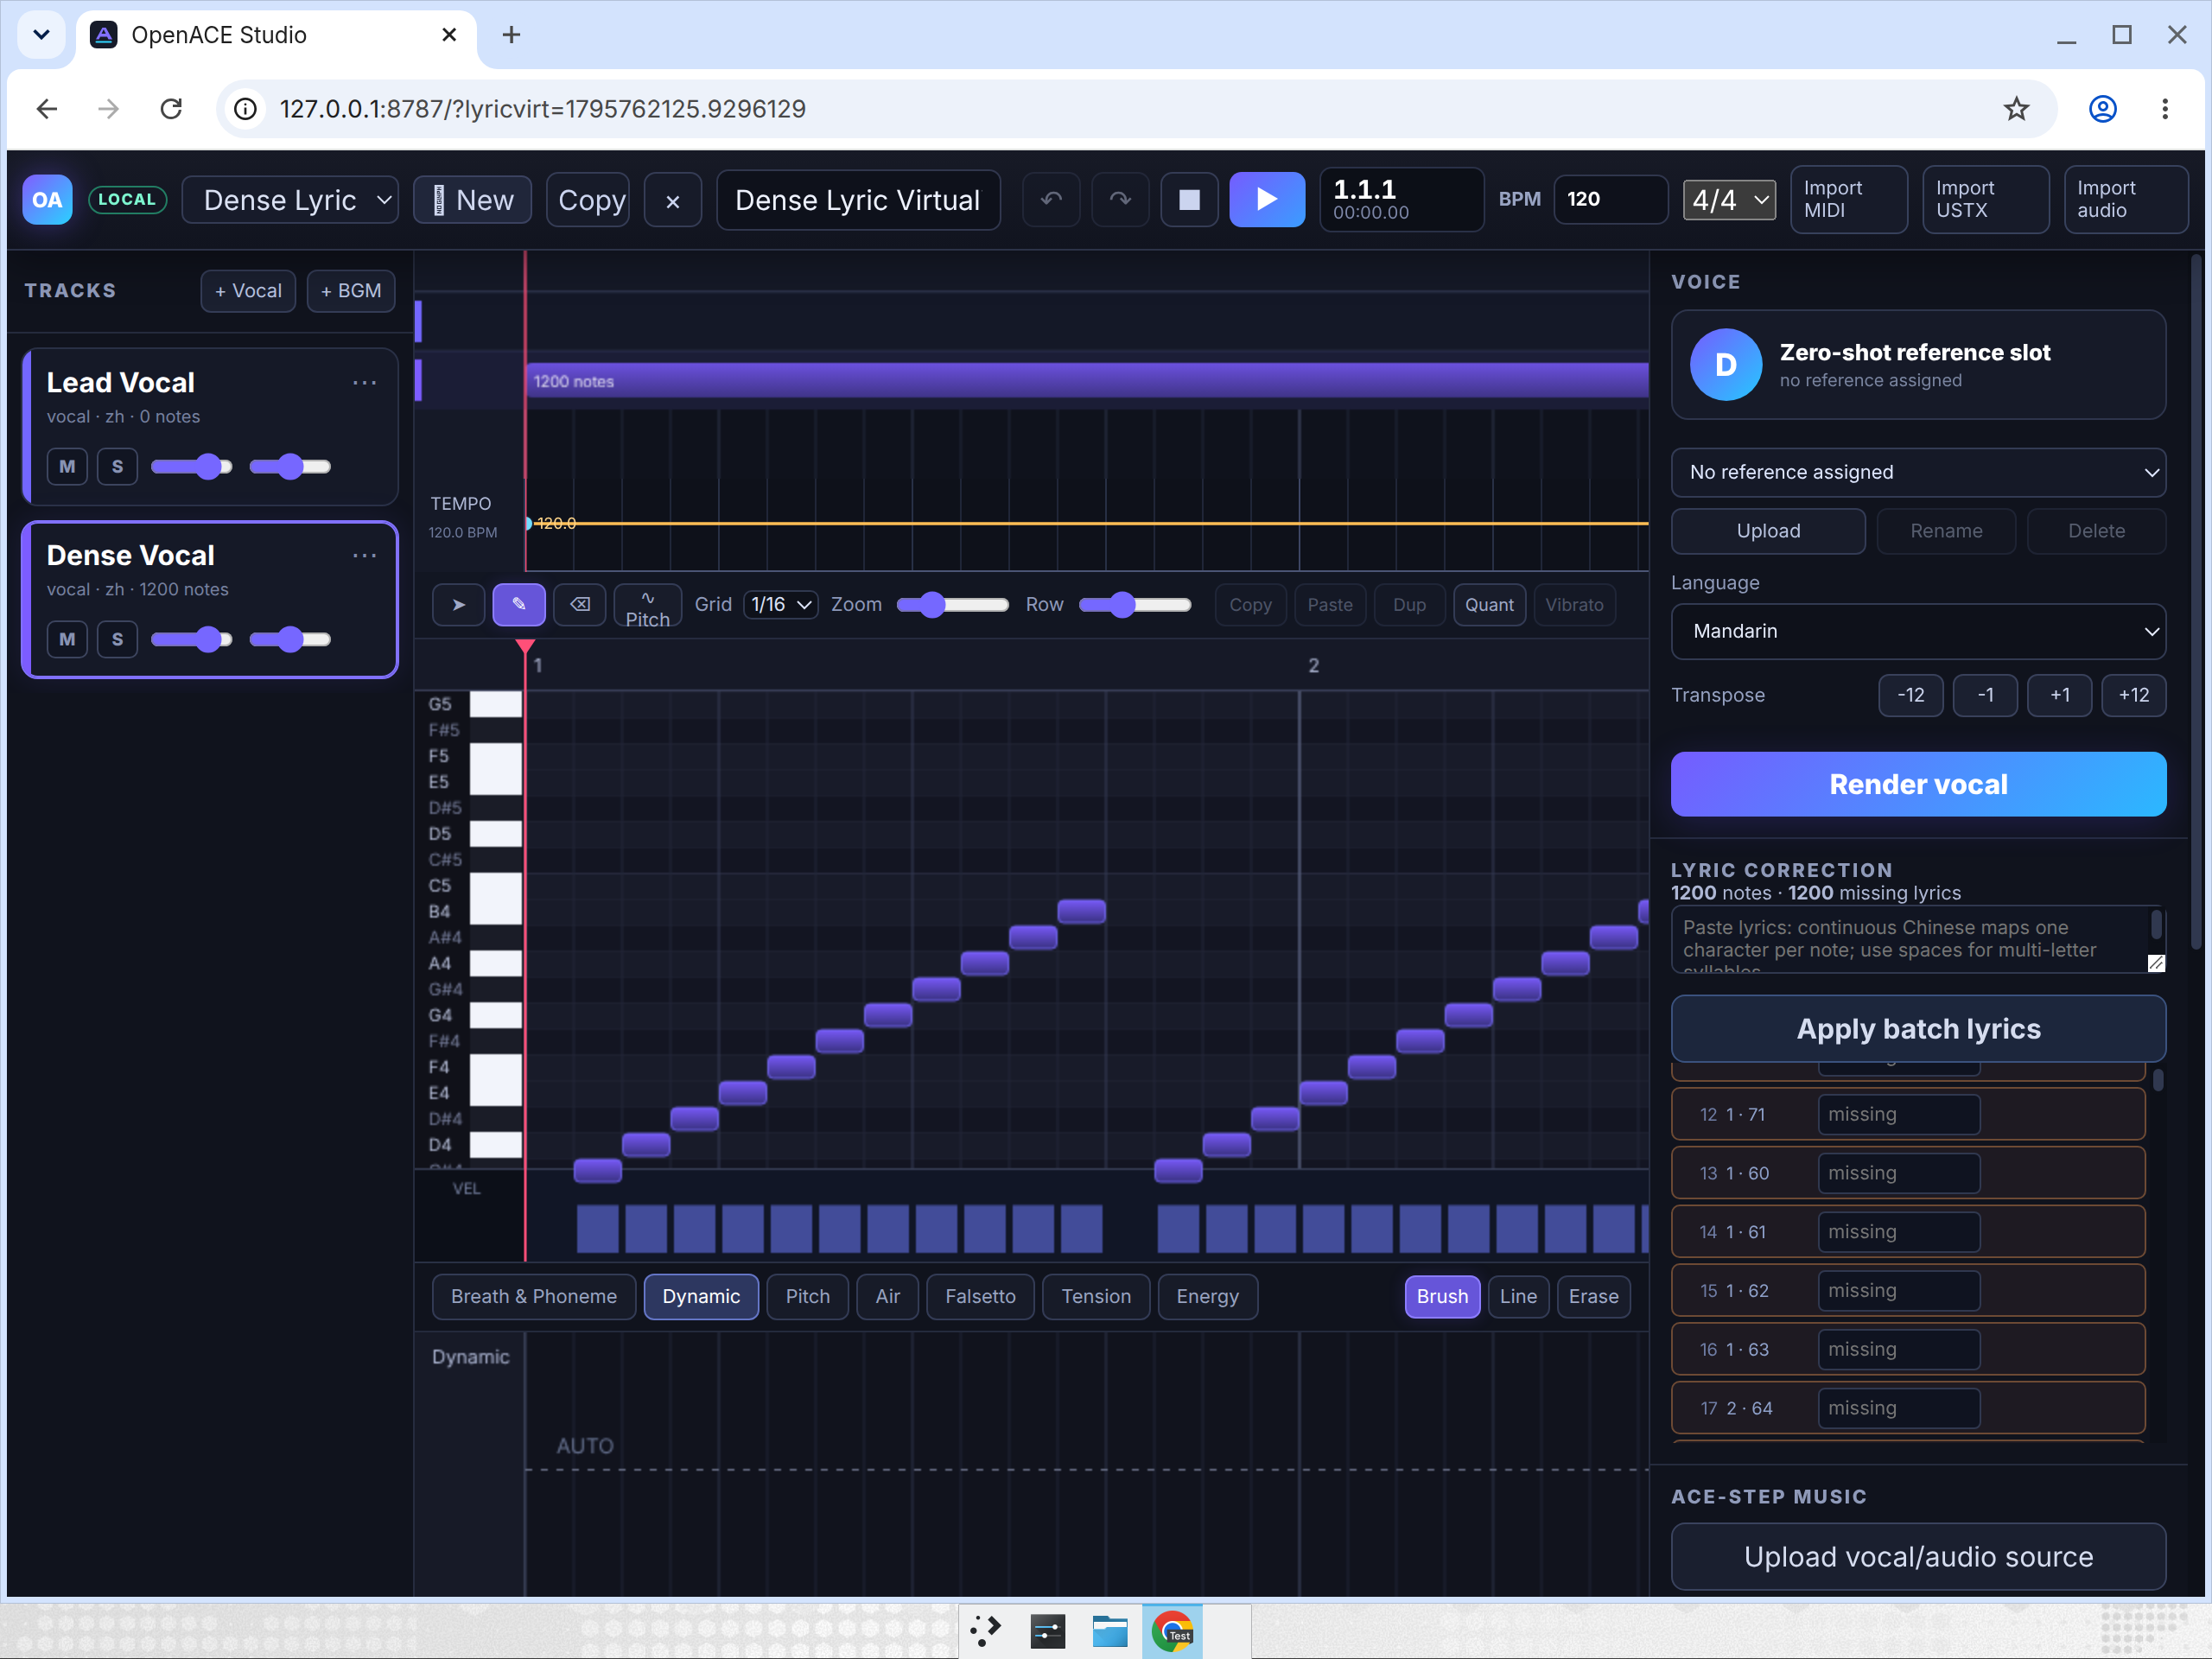 OpenACE Studio
127.0.0.1:8787/?lyricvirt=1795762125.9296129
OA
LOCAL
Dense Lyric
New
Copy
×
Dense Lyric Virtual
1.1.1
00:00.00
BPM
120
4/4
Import MIDI
Import USTX
Import audio
TRACKS
+ Vocal
+ BGM
Lead Vocal
vocal · zh · 0 notes
M S
Dense Vocal
vocal · zh · 1200 notes
M S
1200 notes
TEMPO
120.0 BPM
120.0
Pitch
Grid
1/16
Zoom
Row
Copy
Paste
Dup
Quant
Vibrato
1
2
G5
F#5
F5
E5
D#5
D5
C#5
C5
B4
A#4
A4
G#4
G4
F#4
F4
E4
D#4
D4
VEL
Breath & Phoneme
Dynamic
Pitch
Air
Falsetto
Tension
Energy
Brush
Line
Erase
Dynamic
AUTO
VOICE
D
Zero-shot reference slot
no reference assigned
No reference assigned
Upload
Rename
Delete
Language
Mandarin
Transpose
-12
-1
+1
+12
Render vocal
LYRIC CORRECTION
1200 notes · 1200 missing lyrics
Paste lyrics: continuous Chinese maps one
character per note; use spaces for multi-letter
syllables
Apply batch lyrics
12 1 · 71 missing
13 1 · 60 missing
14 1 · 61 missing
15 1 · 62 missing
16 1 · 63 missing
17 2 · 64 missing
ACE-STEP MUSIC
Upload vocal/audio source
Test